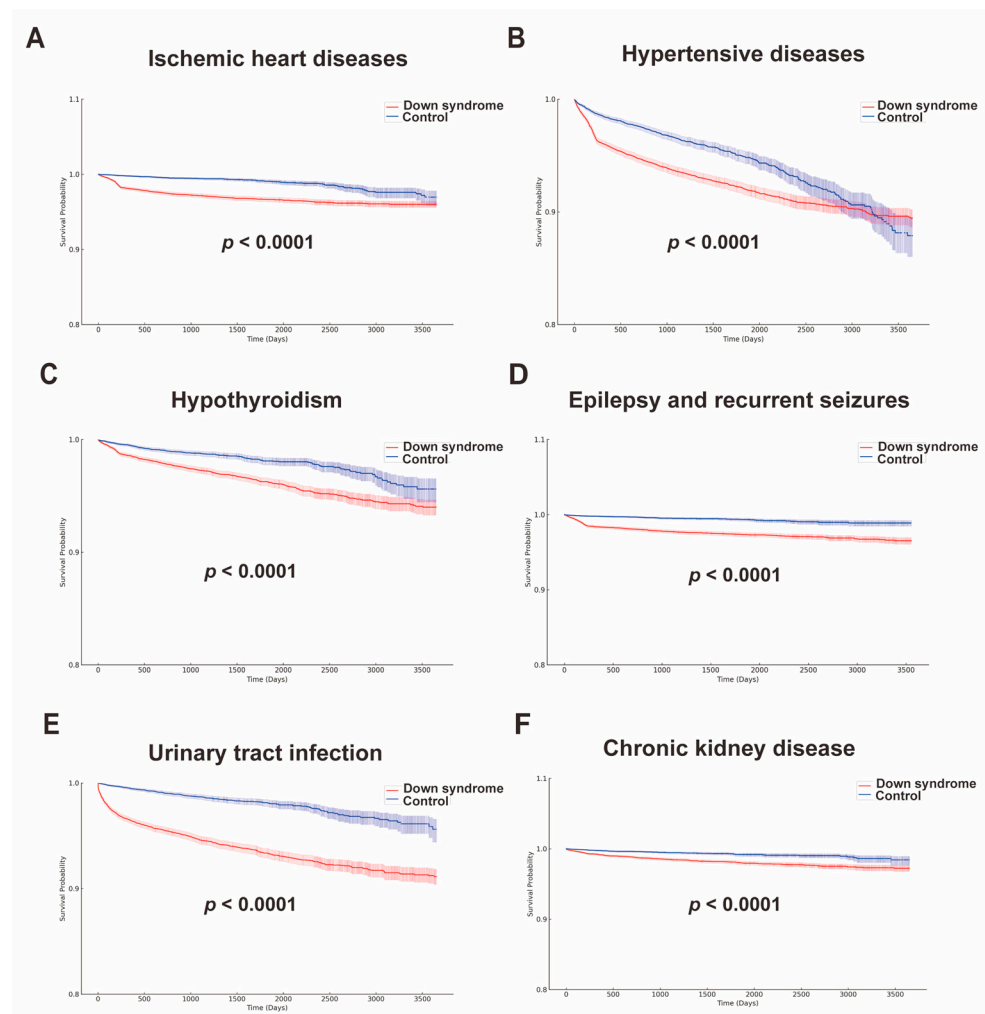 A
Ischemic heart diseases
1.1
1.0
0.9
0.8
Survival Probability
0
500
1000
1500
2000
2500
3000
3500
Time (Days)
Down syndrome
Control
p < 0.0001
B
Hypertensive diseases
1.0
0.9
0.8
Survival Probability
0
500
1000
1500
2000
2500
3000
3500
Time (Days)
Down syndrome
Control
p < 0.0001
C
Hypothyroidism
1.0
0.9
0.8
Survival Probability
0
500
1000
1500
2000
2500
3000
3500
Time (Days)
Down syndrome
Control
p < 0.0001
D
Epilepsy and recurrent seizures
1.1
1.0
0.9
0.8
Survival Probability
0
500
1000
1500
2000
2500
3000
3500
Time (Days)
Down syndrome
Control
p < 0.0001
E
Urinary tract infection
1.0
0.9
0.8
Survival Probability
0
500
1000
1500
2000
2500
3000
3500
Time (Days)
Down syndrome
Control
p < 0.0001
F
Chronic kidney disease
1.1
1.0
0.9
0.8
Survival Probability
0
500
1000
1500
2000
2500
3000
3500
Time (Days)
Down syndrome
Control
p < 0.0001